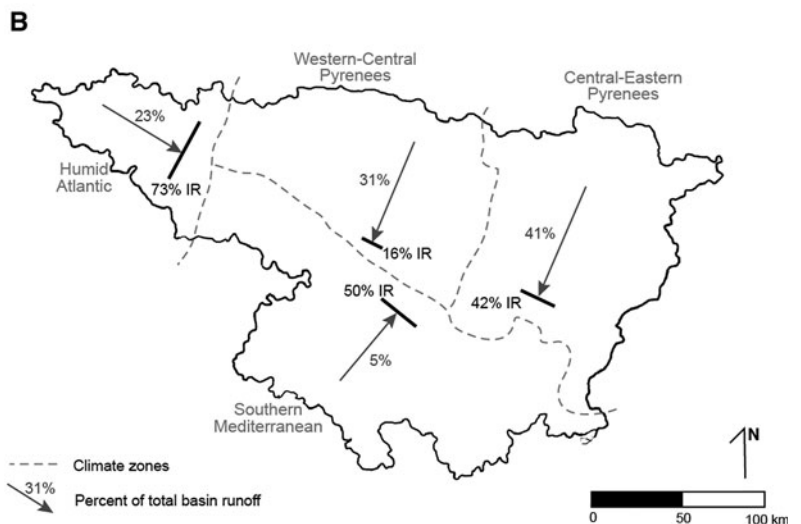 B
Western-Central
Pyrenees
Central-Eastern
Pyrenees
23%
Humid
Atlantic
73% IR
31%
16% IR
41%
50% IR
42% IR
5%
Southern
Mediterranean
Climate zones
31%
Percent of total basin runoff
N
0 50 100 km